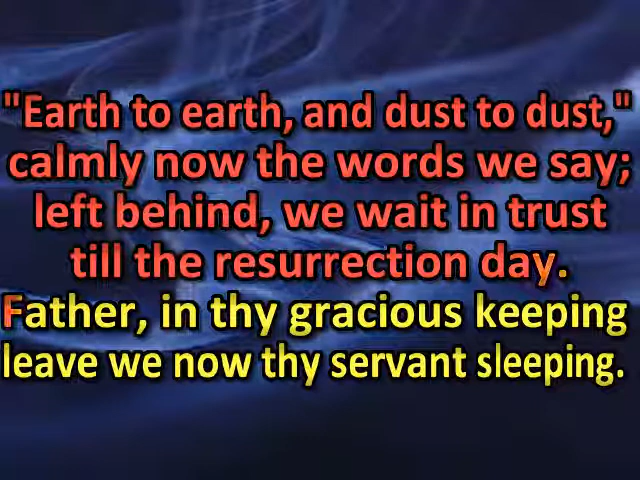 "Earth to earth, and dust to dust,"
calmly now the words we say;
left behind, we wait in trust
till the resurrection day.
Father, in thy gracious keeping
leave we now thy servant sleeping.